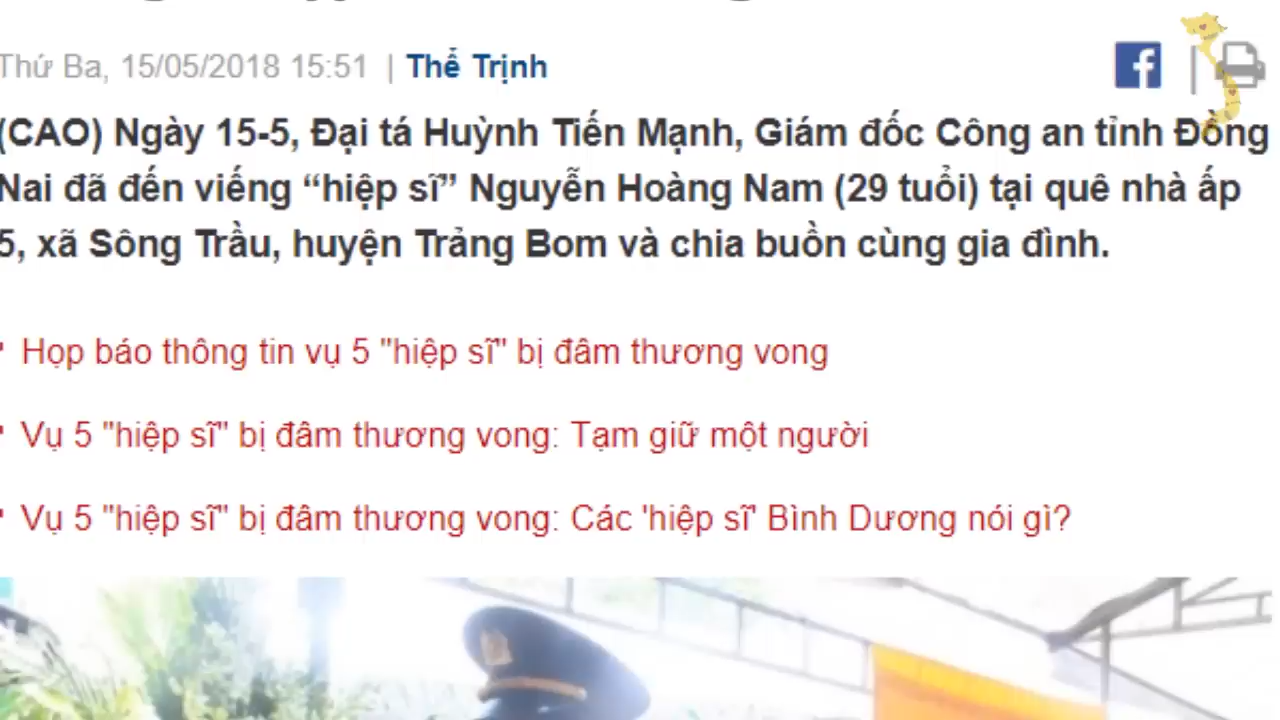 Thứ Ba, 15/05/2018 15:51 | Thế Trịnh
(CAO) Ngày 15-5, Đại tá Huỳnh Tiến Mạnh, Giám đốc Công an tỉnh Đồng
Nai đã đến viếng “hiệp sĩ” Nguyễn Hoàng Nam (29 tuổi) tại quê nhà ấp
5, xã Sông Trầu, huyện Trảng Bom và chia buồn cùng gia đình.
Họp báo thông tin vụ 5 "hiệp sĩ" bị đâm thương vong
Vụ 5 "hiệp sĩ" bị đâm thương vong: Tạm giữ một người
Vụ 5 "hiệp sĩ" bị đâm thương vong: Các 'hiệp sĩ' Bình Dương nói gì?